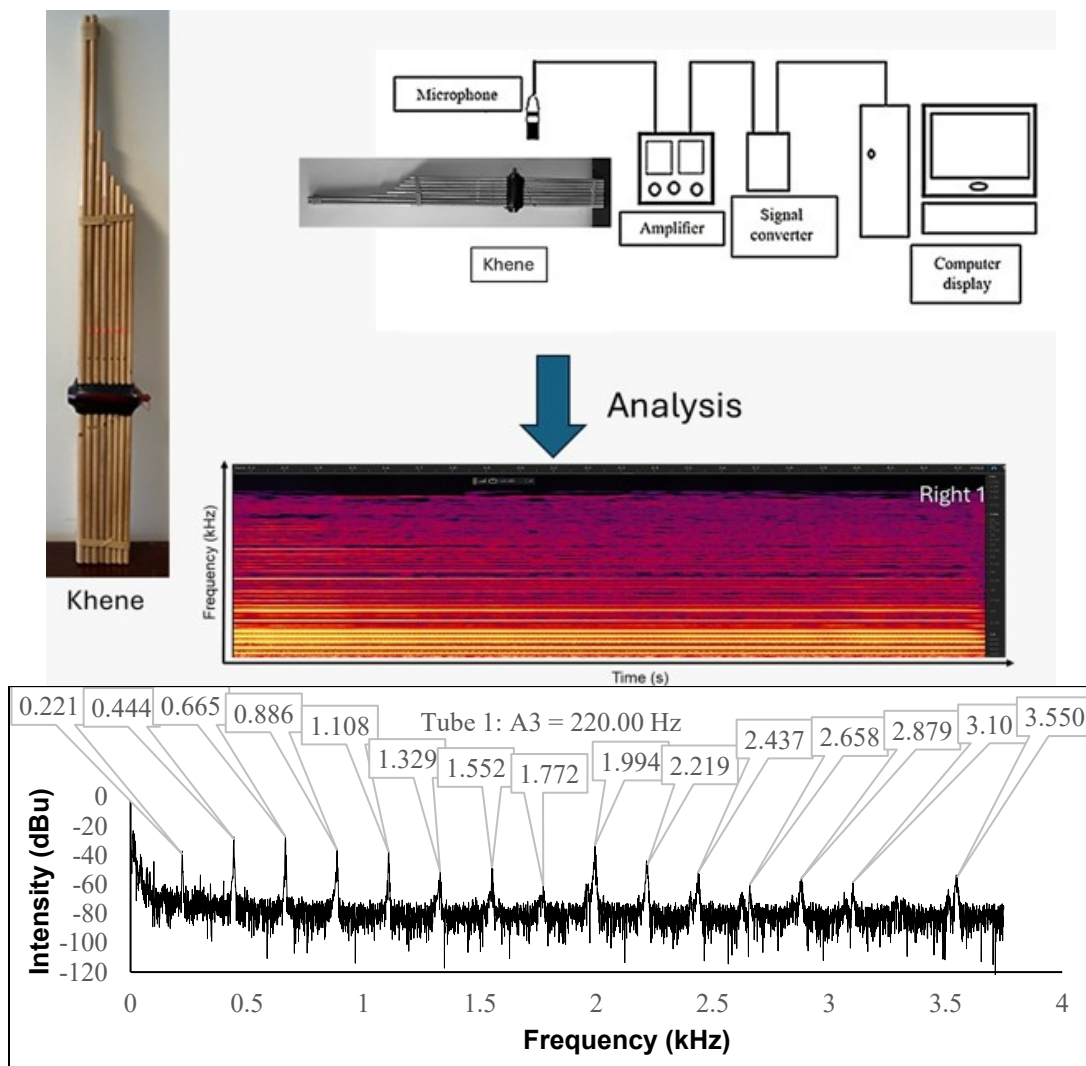 Microphone
Khene
Amplifier
Signal
converter
Computer
display
Khene
Analysis
Right 1
Frequency (kHz)
Time (s)
0.221
0.444
0.665
0.886
1.108
1.329
1.552
1.772
1.994
2.219
2.437
2.658
2.879
3.10
3.550
Tube 1: A3 = 220.00 Hz
Intensity (dBu)
0
-20
-40
-60
-80
-100
-120
0
0.5
1
1.5
2
2.5
3
3.5
4
Frequency (kHz)